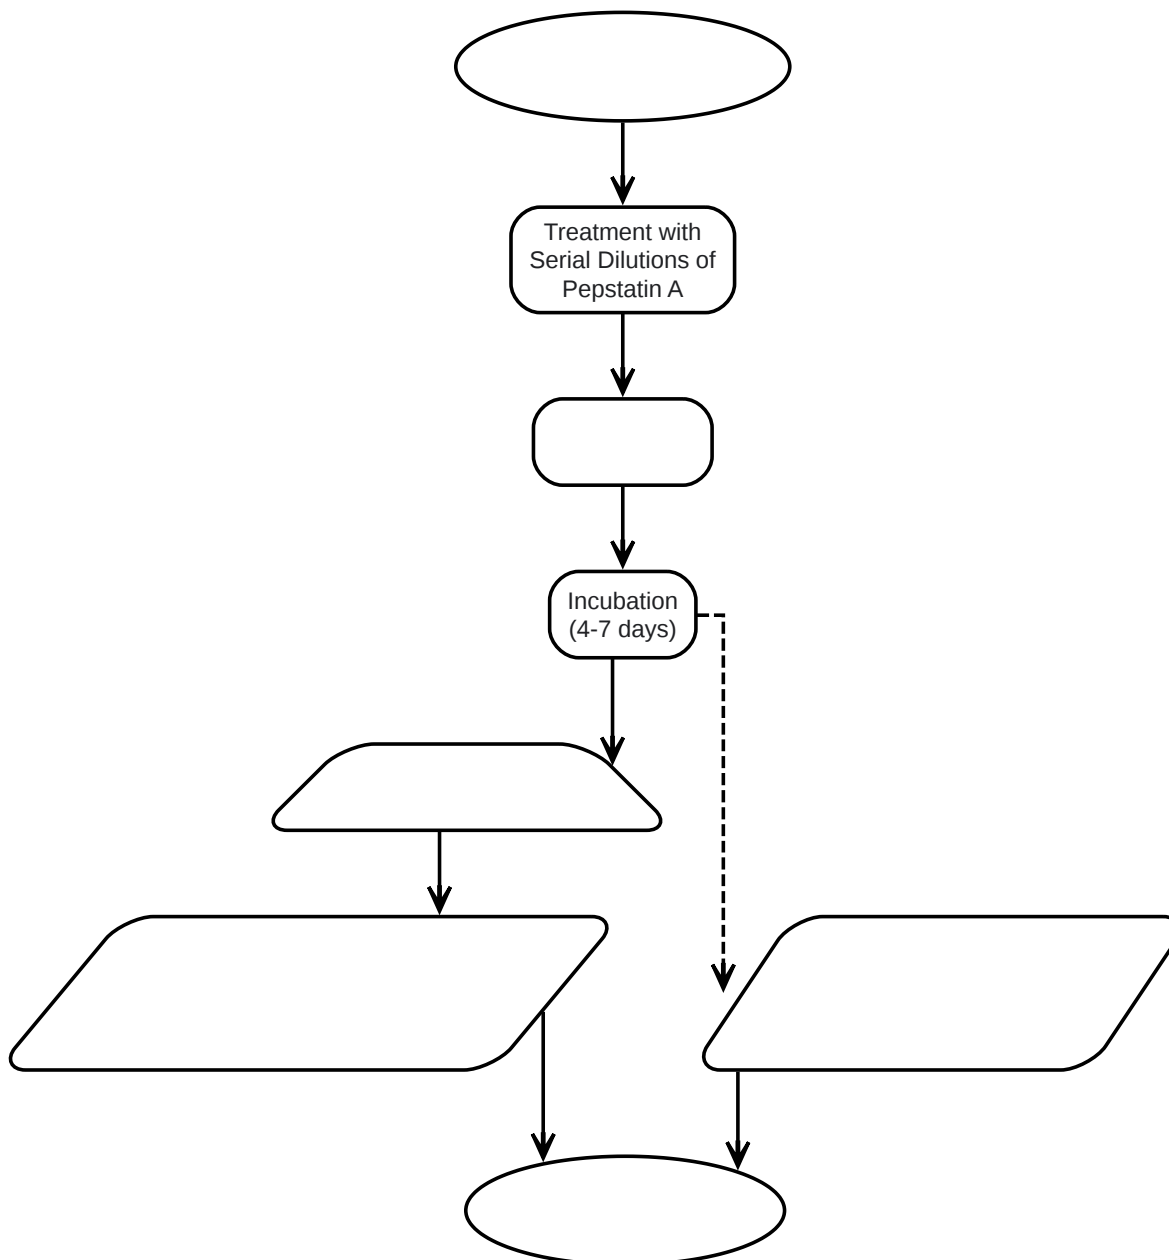 Treatment with
Serial Dilutions of
Pepstatin A
Incubation
(4-7 days)